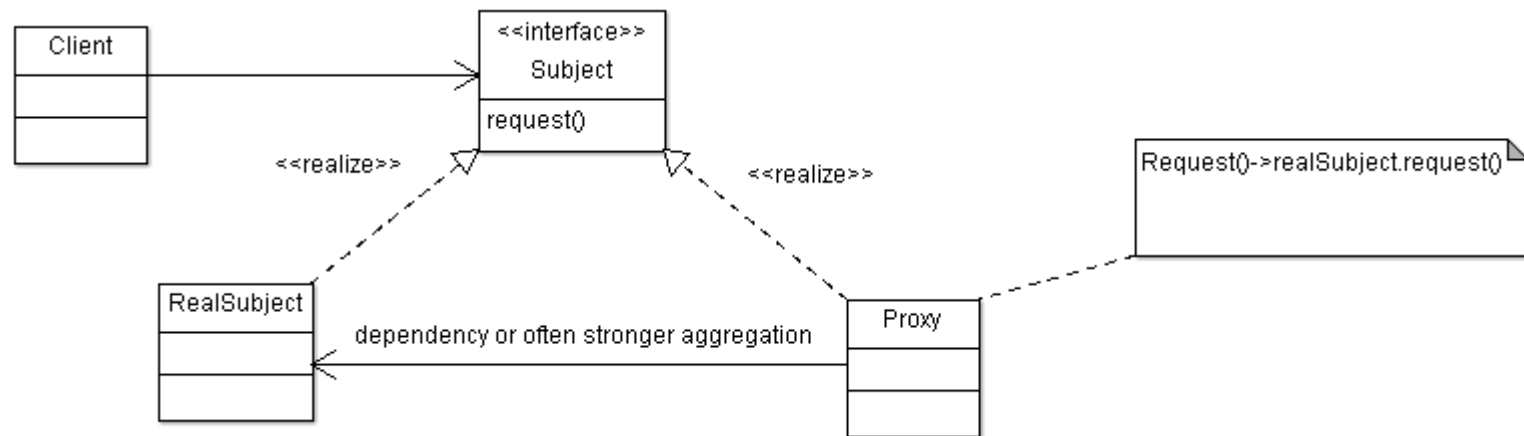 Client
<<interface>>
Subject
request()
<<realize>>
<<realize>>
Request()->realSubject.request()
RealSubject
dependency or often stronger aggregation
Proxy